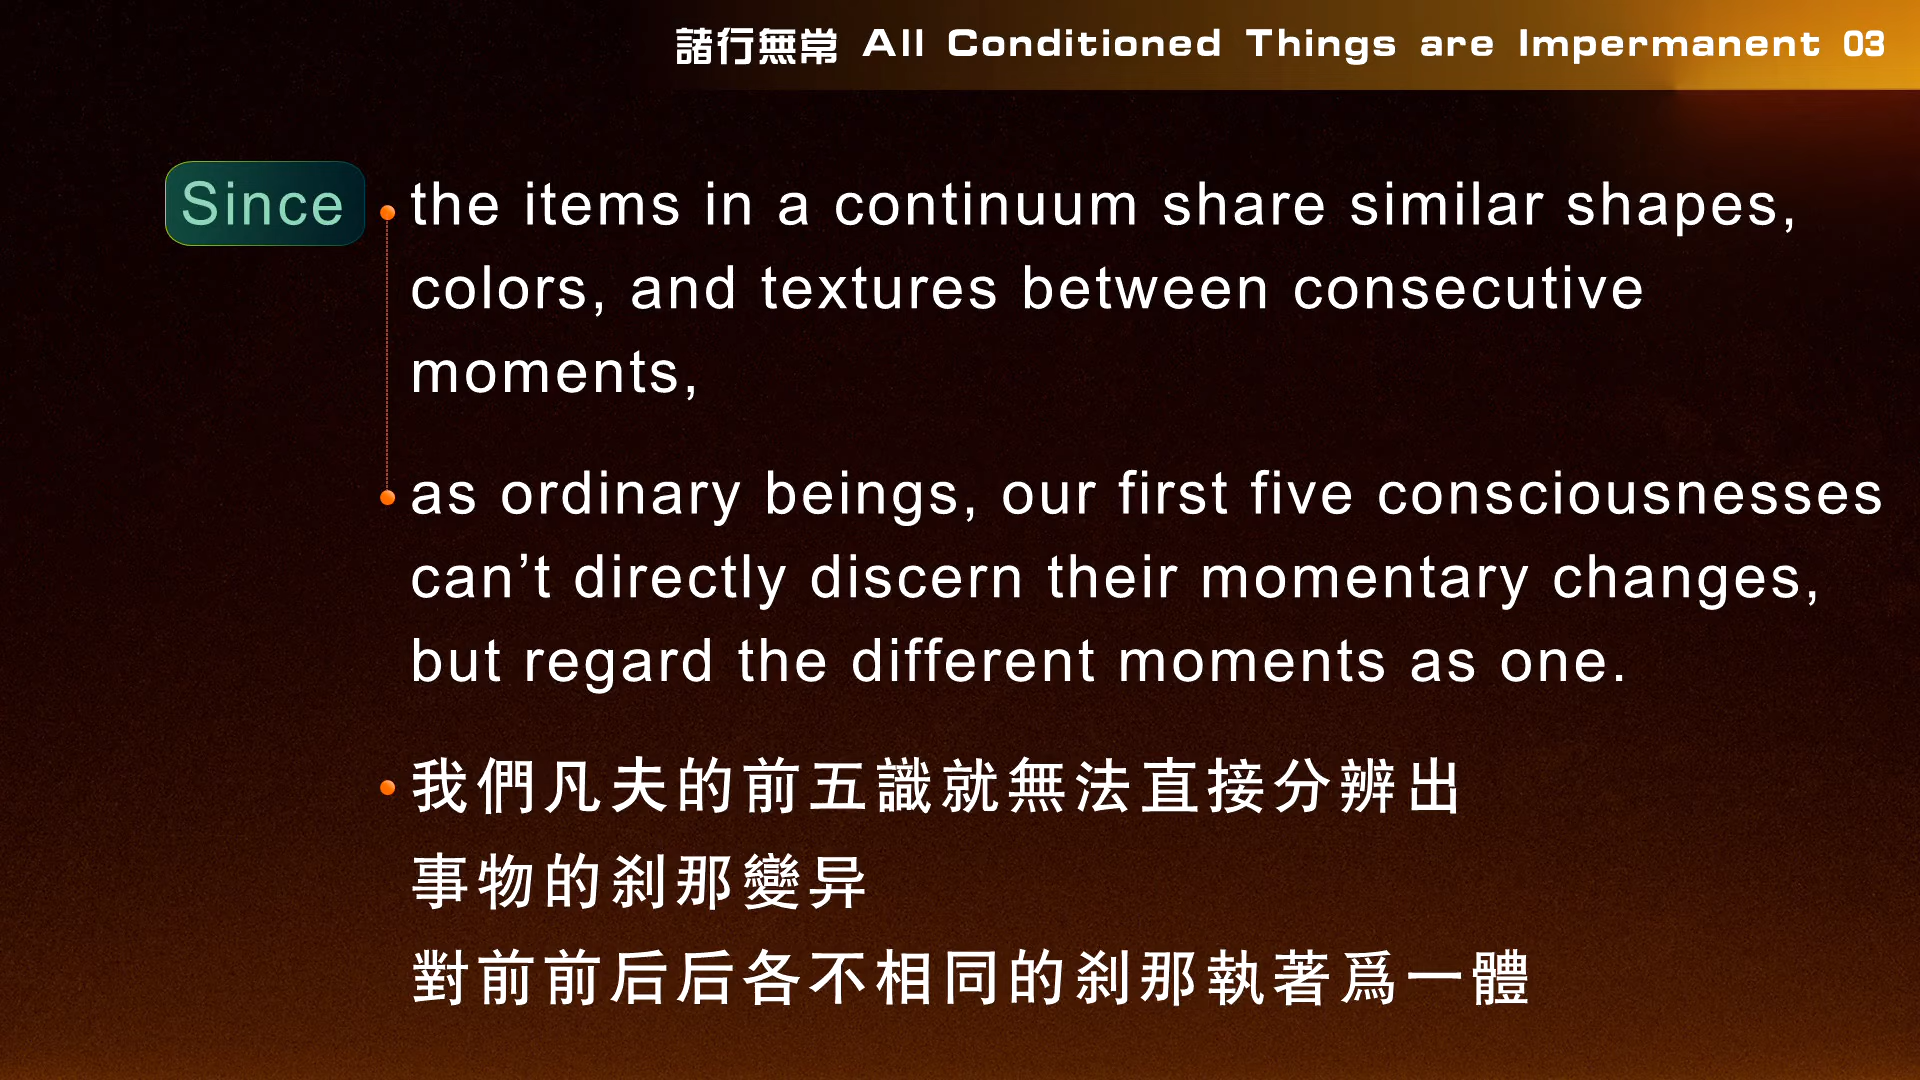 諸行無常 All Conditioned Things are Impermanent 03
Since
the items in a continuum share similar shapes,
colors, and textures between consecutive
moments,
as ordinary beings, our first five consciousnesses
can’t directly discern their momentary changes,
but regard the different moments as one.
我們凡夫的前五識就無法直接分辨出
事物的刹那變异
對前前后后各不相同的刹那執著爲一體